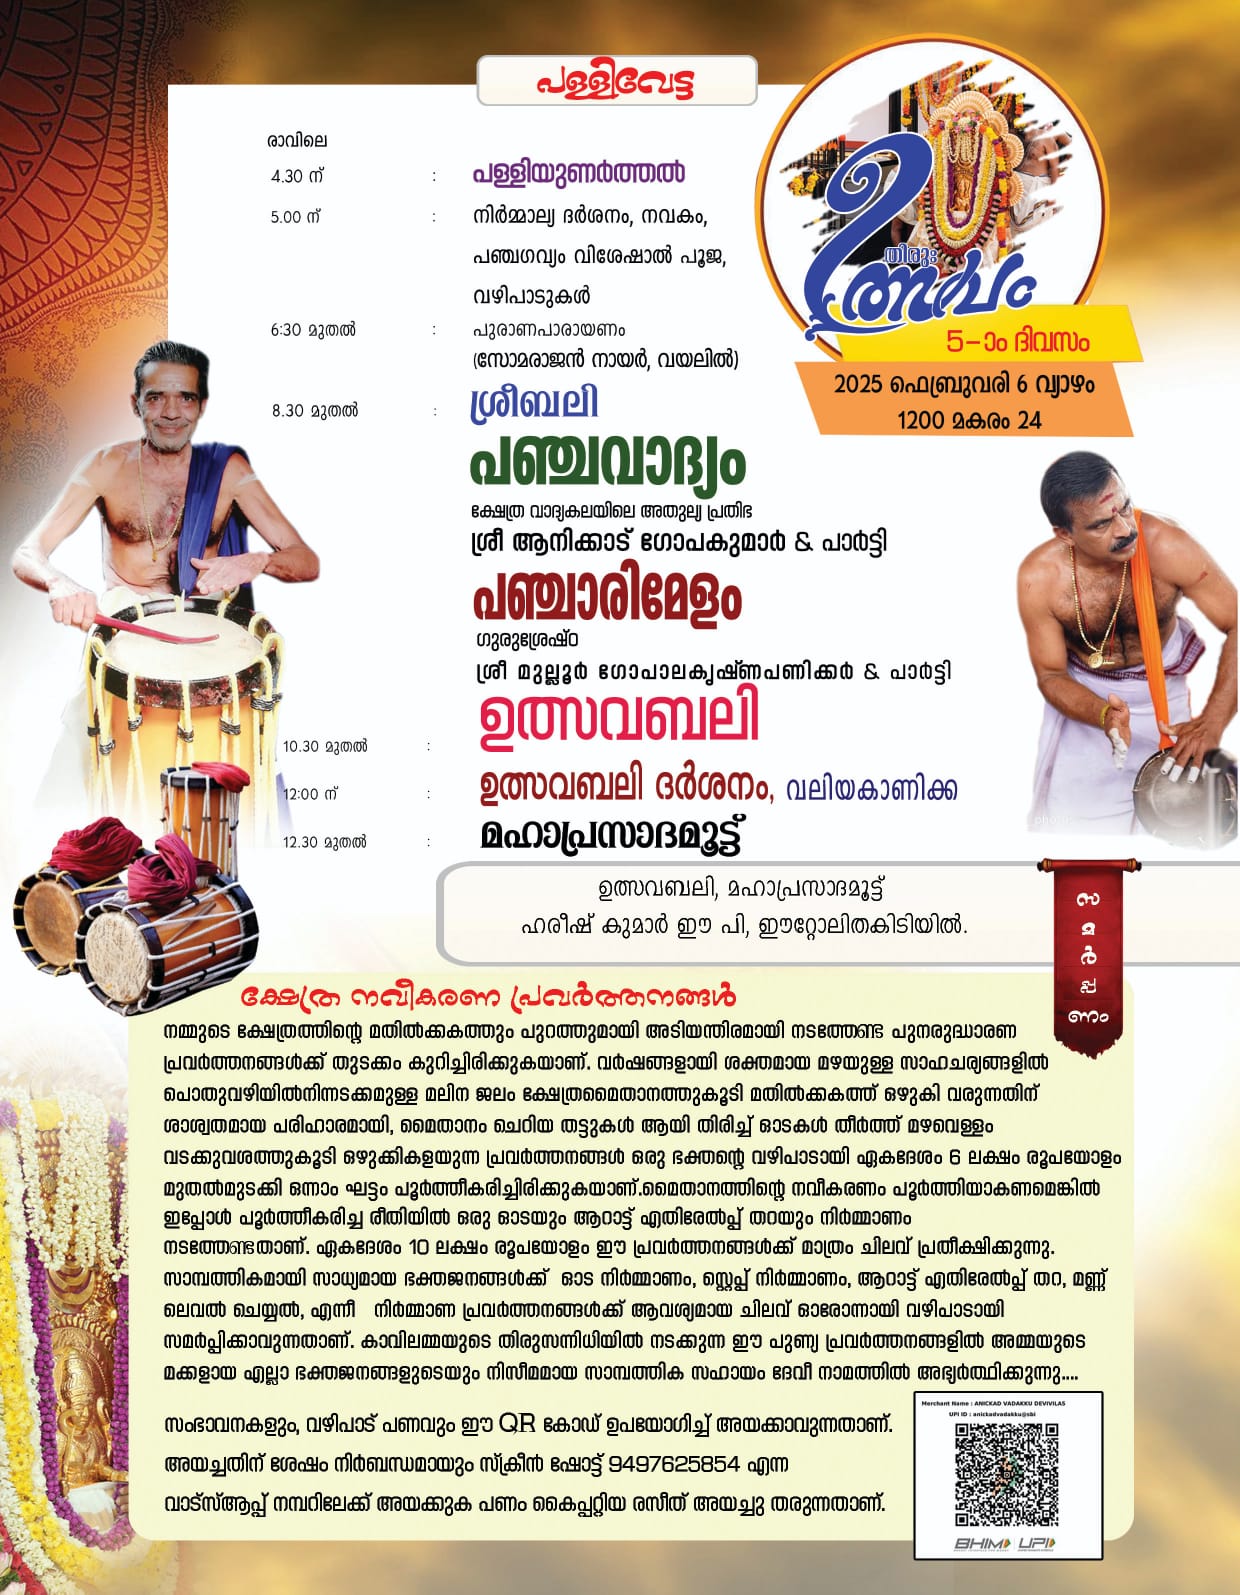 പള്ളിവേട്ട
രാവിലെ
4.30 ന് : പള്ളിയുണർത്തൽ
5.00 ന് : നിർമ്മാല്യ ദർശനം, നവകം,
പഞ്ചഗവ്യം വിശേഷാൽ പൂജ,
വഴിപാടുകൾ
6:30 മുതൽ : പുരാണപാരായണം
(സോമരാജൻ നായർ, വയലിൽ)
8.30 മുതൽ : ശ്രീബലി
തിരുഃ
ഉത്സവം
5-ാം ദിവസം
2025 ഫെബ്രുവരി 6 വ്യാഴം
1200 മകരം 24
പഞ്ചവാദ്യം
ക്ഷേത്ര വാദ്യകലയിലെ അതുല്യ പ്രതിഭ
ശ്രീ ആനിക്കാട് ഗോപകുമാർ & പാർട്ടി
പഞ്ചാരിമേളം
ഗുരുശ്രേഷ്ഠ
ശ്രീ മുല്ലൂർ ഗോപാലകൃഷ്ണപണിക്കർ & പാർട്ടി
10.30 മുതൽ : ഉത്സവബലി
12:00 ന് : ഉത്സവബലി ദർശനം, വലിയകാണിക്ക
12.30 മുതൽ : മഹാപ്രസാദമൂട്ട്
ഉത്സവബലി, മഹാപ്രസാദമൂട്ട്
ഹരീഷ് കുമാർ ഈ പി, ഈറ്റോലിതകിടിയിൽ.
സമർപ്പണം
ക്ഷേത്ര നവീകരണ പ്രവർത്തനങ്ങൾ
നമ്മുടെ ക്ഷേത്രത്തിന്റെ മതിൽക്കകത്തും പുറത്തുമായി അടിയന്തിരമായി നടത്തേണ്ട പുനരുദ്ധാരണ
പ്രവർത്തനങ്ങൾക്ക് തുടക്കം കുറിച്ചിരിക്കുകയാണ്. വർഷങ്ങളായി ശക്തമായ മഴയുള്ള സാഹചര്യങ്ങളിൽ
പൊതുവഴിയിൽനിന്നടക്കമുള്ള മലിന ജലം ക്ഷേത്രമൈതാനത്തുകൂടി മതിൽക്കകത്ത് ഒഴുകി വരുന്നതിന്
ശാശ്വതമായ പരിഹാരമായി, മൈതാനം ചെറിയ തട്ടുകൾ ആയി തിരിച്ച് ഓടകൾ തീർത്ത് മഴവെള്ളം
വടക്കുവശത്തുകൂടി ഒഴുക്കികളയുന്ന പ്രവർത്തനങ്ങൾ ഒരു ഭക്തന്റെ വഴിപാടായി ഏകദേശം 6 ലക്ഷം രൂപയോളം
മുതൽമുടക്കി ഒന്നാം ഘട്ടം പൂർത്തീകരിച്ചിരിക്കുകയാണ്.മൈതാനത്തിന്റെ നവീകരണം പൂർത്തിയാകണമെങ്കിൽ
ഇപ്പോൾ പൂർത്തീകരിച്ച രീതിയിൽ ഒരു ഓടയും ആറാട്ട് എതിരേൽപ്പ് തറയും നിർമ്മാണം
നടത്തേണ്ടതാണ്. ഏകദേശം 10 ലക്ഷം രൂപയോളം ഈ പ്രവർത്തനങ്ങൾക്ക് മാത്രം ചിലവ് പ്രതീക്ഷിക്കുന്നു.
സാമ്പത്തികമായി സാധ്യമായ ഭക്തജനങ്ങൾക്ക് ഓട നിർമ്മാണം, സ്റ്റെപ്പ് നിർമ്മാണം, ആറാട്ട് എതിരേൽപ്പ് തറ, മണ്ണ്
ലെവൽ ചെയ്യൽ, എന്നീ നിർമ്മാണ പ്രവർത്തനങ്ങൾക്ക് ആവശ്യമായ ചിലവ് ഓരോന്നായി വഴിപാടായി
സമർപ്പിക്കാവുന്നതാണ്. കാവിലമ്മയുടെ തിരുസന്നിധിയിൽ നടക്കുന്ന ഈ പുണ്യ പ്രവർത്തനങ്ങളിൽ അമ്മയുടെ
മക്കളായ എല്ലാ ഭക്തജനങ്ങളുടെയും നിസീമമായ സാമ്പത്തിക സഹായം ദേവീ നാമത്തിൽ അഭ്യർത്ഥിക്കുന്നു....
സംഭാവനകളും, വഴിപാട് പണവും ഈ QR കോഡ് ഉപയോഗിച്ച് അയക്കാവുന്നതാണ്.
അയച്ചതിന് ശേഷം നിർബന്ധമായും സ്ക്രീൻ ഷോട്ട് 9497625854 എന്ന
വാട്സ്ആപ്പ് നമ്പറിലേക്ക് അയക്കുക പണം കൈപ്പറ്റിയ രസീത് അയച്ചു തരുന്നതാണ്.
Merchant Name : ANICKAD VADAKKU DEVIVILAS
UPI ID : anickadvadakku@sbi
BHIM UPI